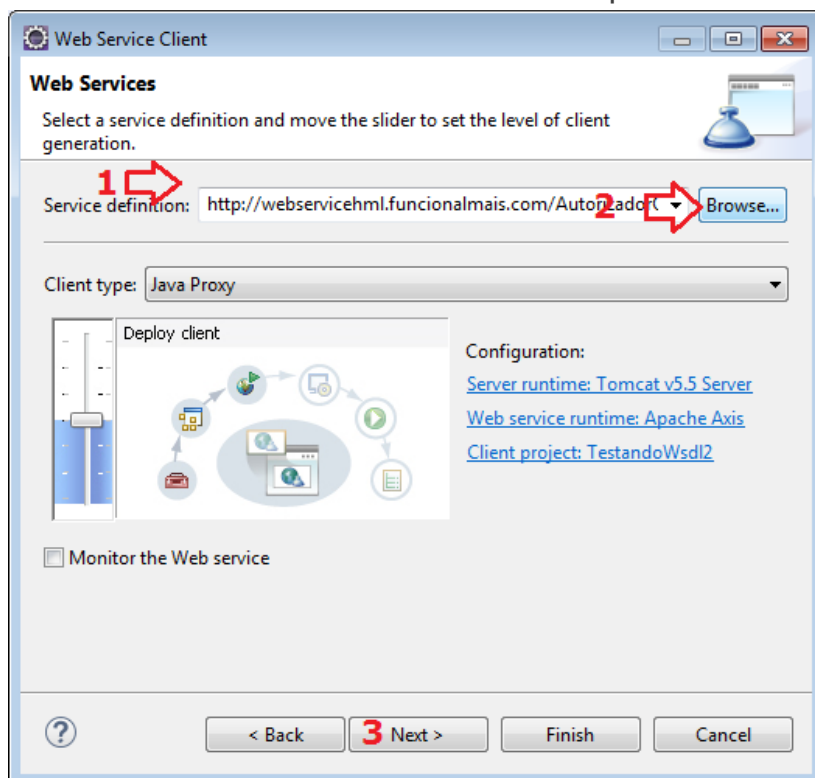 Web Service Client
Web Services
Select a service definition and move the slider to set the level of client
generation.
1
Service definition: http://webservicehml.funcionalmais.com/Autorizador 2 Browse...
Client type: Java Proxy
Deploy client
Configuration:
Server runtime: Tomcat v5.5 Server
Web service runtime: Apache Axis
Client project: TestandoWsdl2
Monitor the Web service
? < Back 3 Next > Finish Cancel